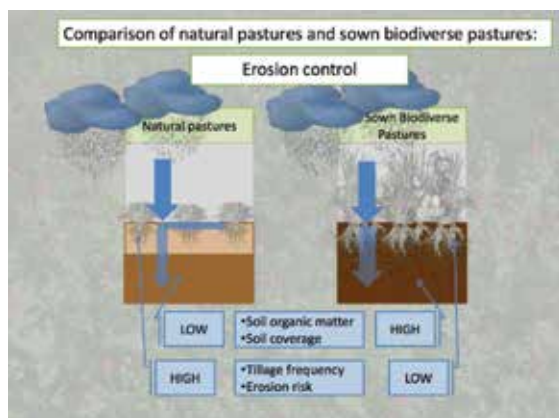 Comparison of natural pastures and sown biodiverse pastures:
Erosion control
Natural pastures
Sown Biodiverse
Pastures
LOW
•Soil organic matter
•Soil coverage
HIGH
HIGH
•Tillage frequency
•Erosion risk
LOW